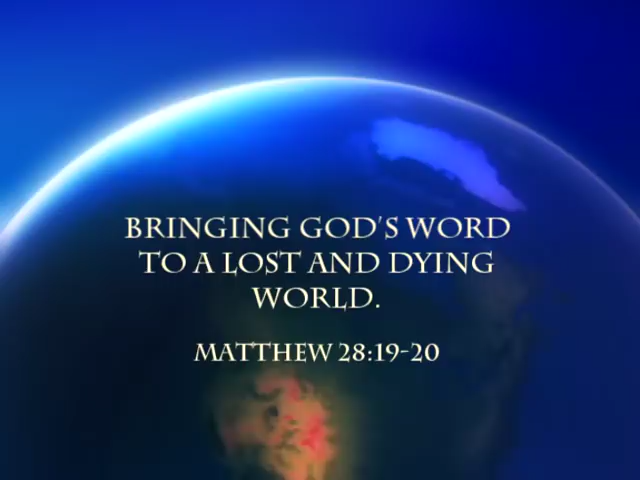 BRINGING GOD'S WORD
TO A LOST AND DYING
WORLD.
MATTHEW 28:19-20